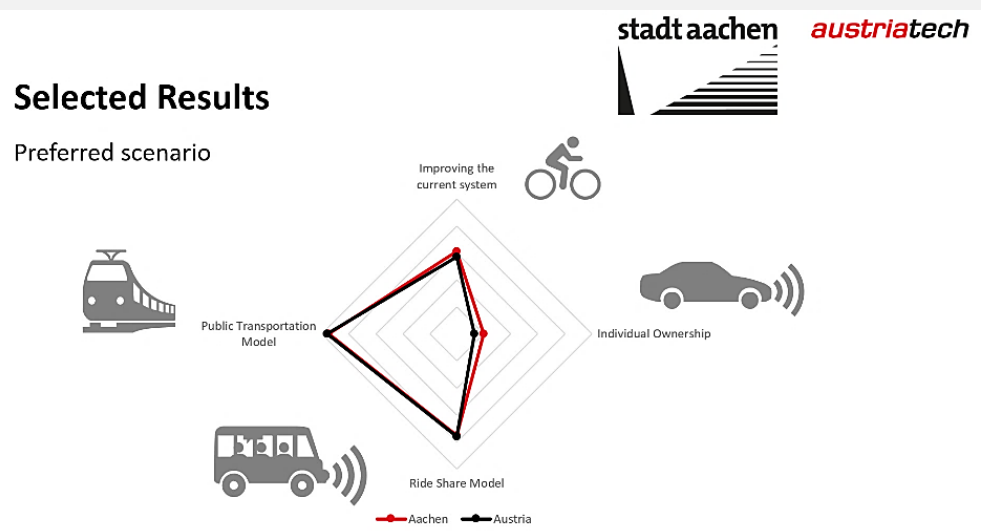 stadt aachen
austriatech
Selected Results
Preferred scenario
Improving the
current system
Public Transportation
Model
Individual Ownership
Ride Share Model
Aachen
Austria